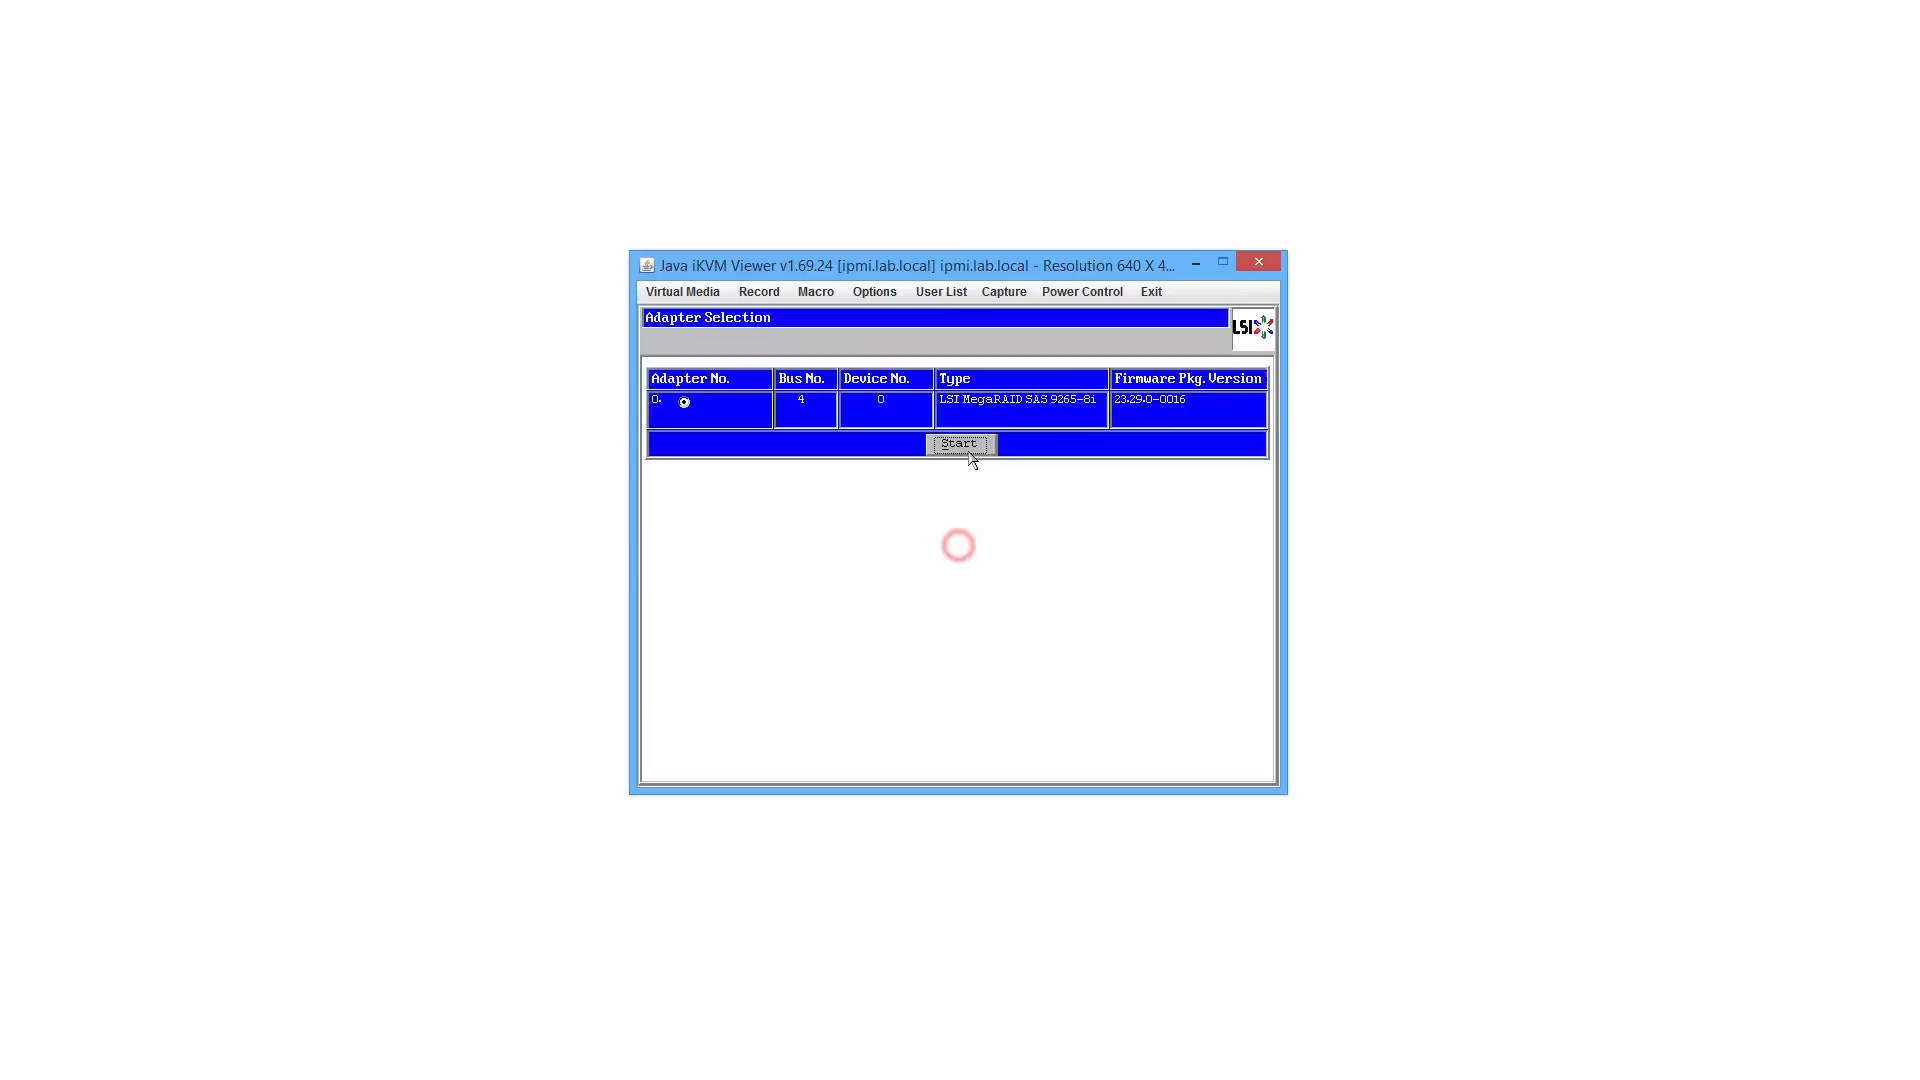 Java iKVM Viewer v1.69.24 [ipmi.lab.local] ipmi.lab.local - Resolution 640 X 4...
Virtual Media Record Macro Options User List Capture Power Control Exit
Adapter Selection
LSI
Adapter No. Bus No. Device No. Type Firmware Pkg. Version
0. 4 0 LSI MegaRAID SAS 9265-8i 23.29.0-0016
Start